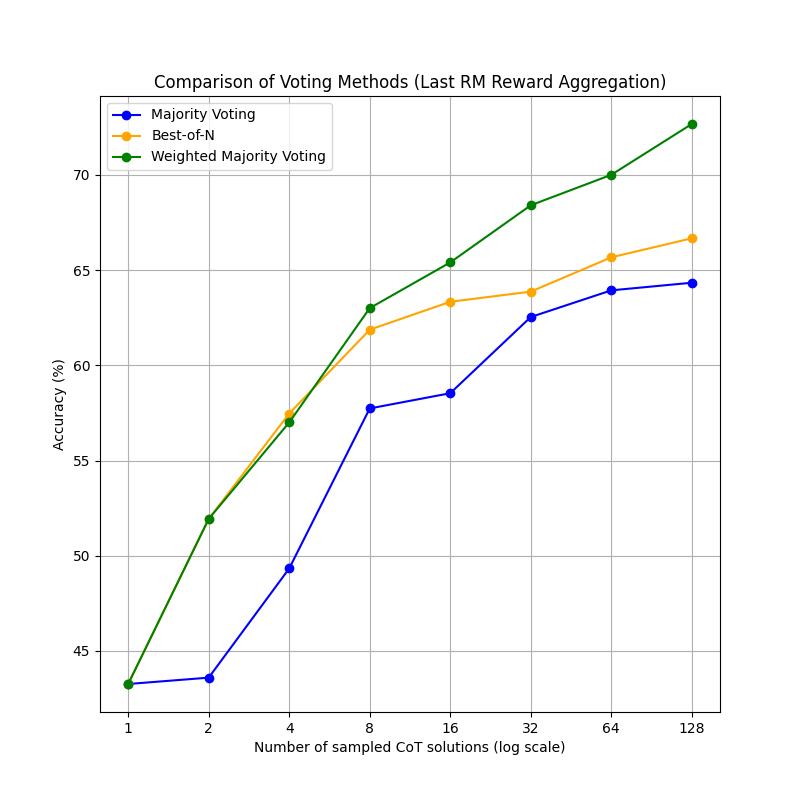 Comparison of Voting Methods (Last RM Reward Aggregation)
Majority Voting
Best-of-N
Weighted Majority Voting
Accuracy (%)
70
65
60
55
50
45
1 2 4 8 16 32 64 128
Number of sampled CoT solutions (log scale)